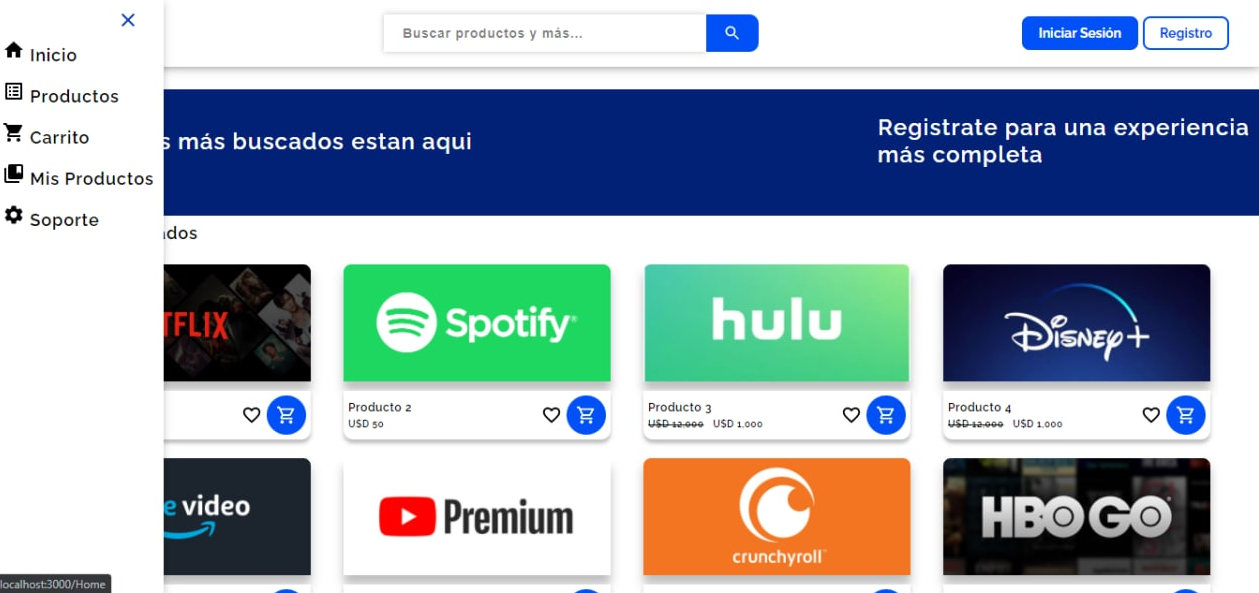 Buscar productos y más...
Iniciar Sesión
Registro
Inicio
Productos
Carrito
Mis Productos
Soporte
s más buscados estan aqui
Registrate para una experiencia
más completa
ados
TFLIX
Spotify®
hulu
Disney+
Producto 2
USD 50
Producto 3
USD 12,000 USD 1,000
Producto 4
USD 12,000 USD 1,000
e video
Premium
crunchyroll
HBO GO
localhost:3000/Home